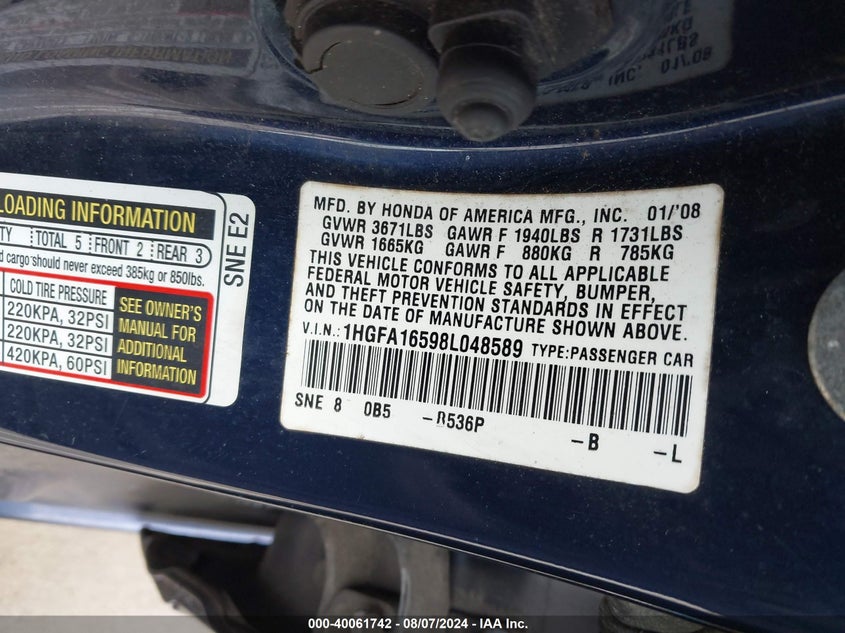 LOADING INFORMATION
TOTAL 5 FRONT 2 REAR 3
cargo should never exceed 385kg or 850lbs.
COLD TIRE PRESSURE
220KPA, 32PSI
220KPA, 32PSI
420KPA, 60PSI
SEE OWNER'S
MANUAL FOR
ADDITIONAL
INFORMATION
SNE E2
MFD. BY HONDA OF AMERICA MFG., INC. 01/'08
GVWR 3671LBS GAWR F 1940LBS R 1731LBS
GVWR 1665KG GAWR F 880KG R 785KG
THIS VEHICLE CONFORMS TO ALL APPLICABLE
FEDERAL MOTOR VEHICLE SAFETY, BUMPER,
AND THEFT PREVENTION STANDARDS IN EFFECT
ON THE DATE OF MANUFACTURE SHOWN ABOVE.
V.I.N.: 1HGFA16598L048589 TYPE:PASSENGER CAR
SNE 8 0B5 -B536P -B -L
000-40061742 - 08/07/2024 - IAA Inc.